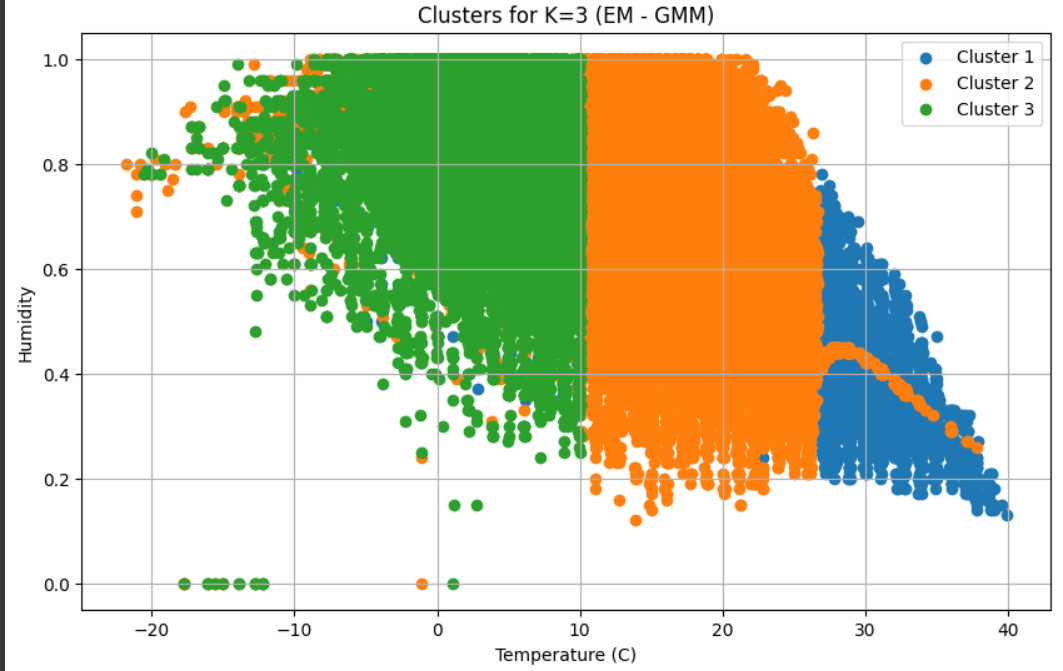 Clusters for K=3 (EM - GMM)
Cluster 1
Cluster 2
Cluster 3
1.0
0.8
0.6
0.4
0.2
0.0
Humidity
−20
−10
0
10
20
30
40
Temperature (C)